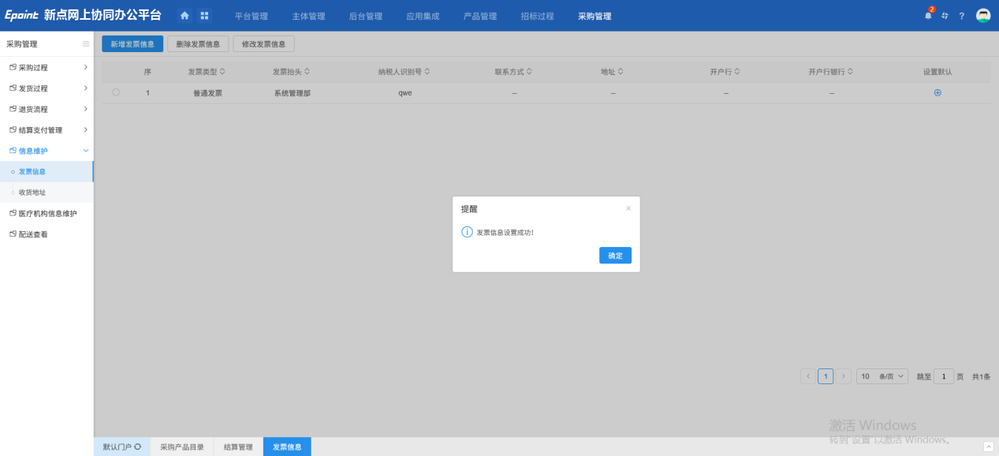 Epoint 新点网上协同办公平台 平台管理 主体管理 后台管理 应用集成 产品管理 招标过程 采购管理 2 ?
采购管理
新增发票信息 删除发票信息 修改发票信息
采购过程
发货过程
退货流程
结算支付管理
信息维护
发票信息
收货地址
医疗机构信息维护
配送查看
序 发票类型 发票抬头 纳税人识别号 联系方式 地址 开户行 开户行银行 设置默认
1 普通发票 系统管理部 qwe -- -- -- --
提醒 ×
发票信息设置成功!
确定
1 10 条/页 跳至 1 页 共1条
激活 Windows
转到"设置"以激活 Windows。
默认门户 采购产品目录 结算管理 发票信息